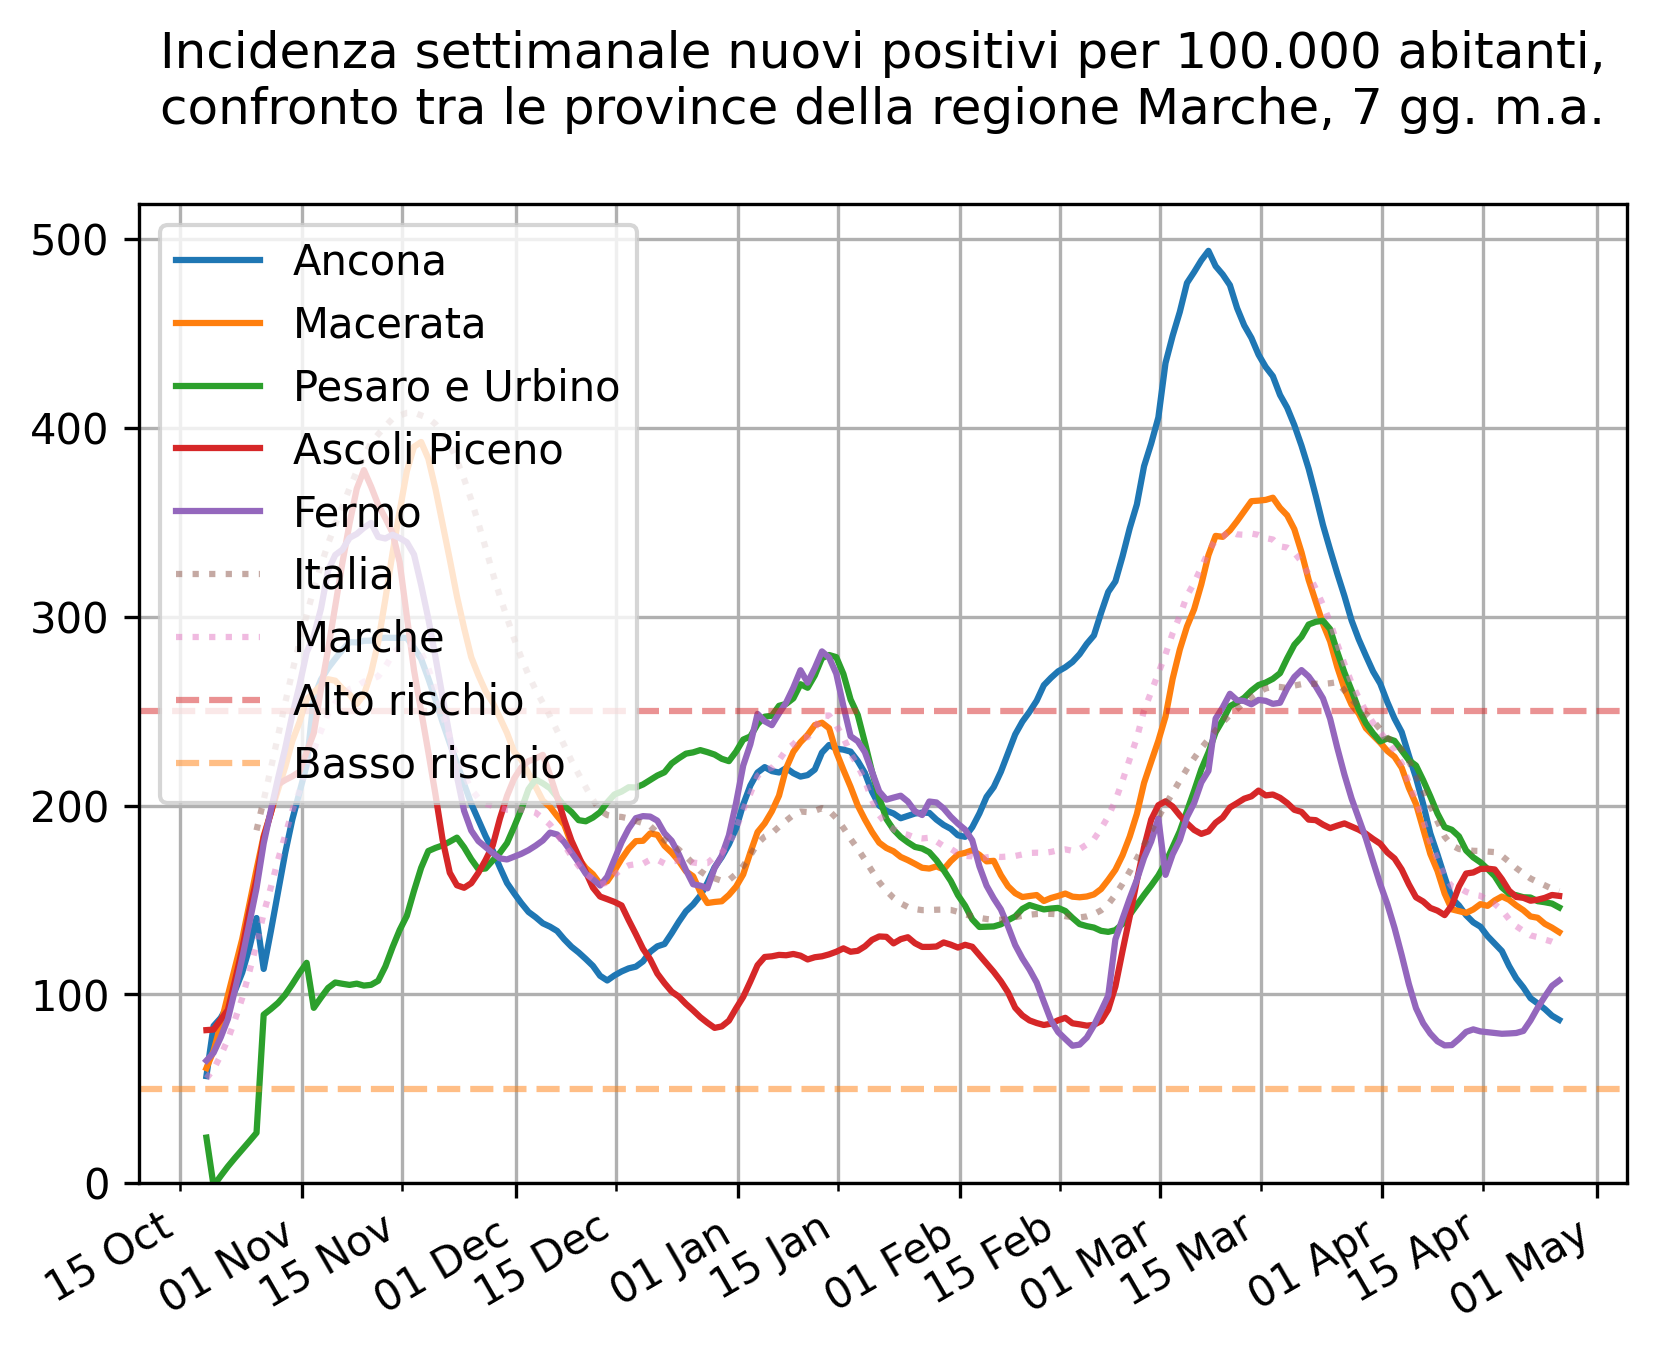 Incidenza settimanale nuovi positivi per 100.000 abitanti,
confronto tra le province della regione Marche, 7 gg. m.a.
500
400
300
200
100
0
Ancona
Macerata
Pesaro e Urbino
Ascoli Piceno
Fermo
Italia
Marche
Alto rischio
Basso rischio
15 Oct
01 Nov
15 Nov
01 Dec
15 Dec
01 Jan
15 Jan
01 Feb
15 Feb
01 Mar
15 Mar
01 Apr
15 Apr
01 May